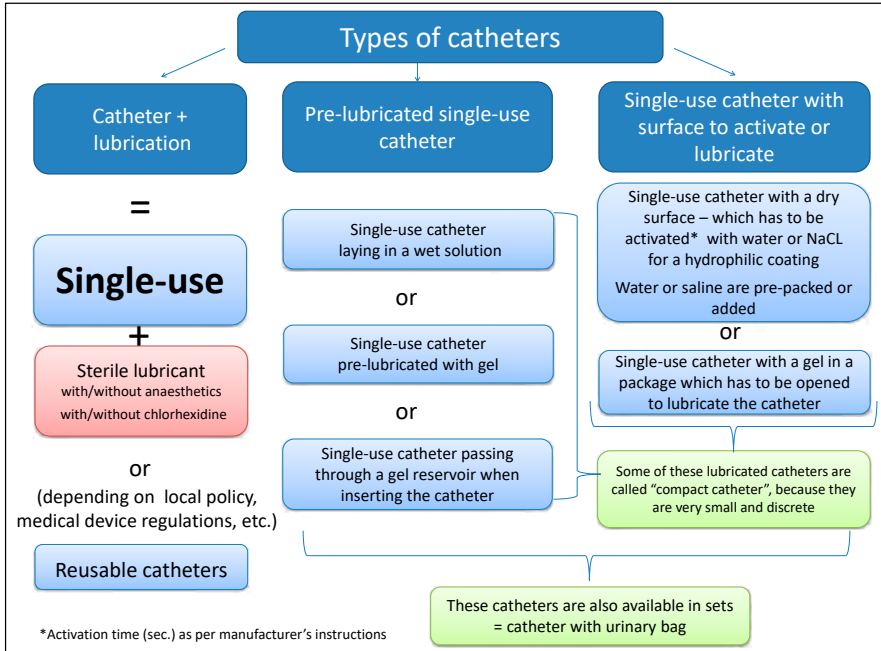 Types of catheters
Catheter +
lubrication
=
Single-use
+
Sterile lubricant
with/without anaesthetics
with/without chlorhexidine
or
(depending on local policy,
medical device regulations, etc.)
Reusable catheters
Pre-lubricated single-use
catheter
Single-use catheter
laying in a wet solution
or
Single-use catheter
pre-lubricated with gel
or
Single-use catheter passing
through a gel reservoir when
inserting the catheter
Single-use catheter with
surface to activate or
lubricate
Single-use catheter with a dry
surface – which has to be
activated* with water or NaCL
for a hydrophilic coating
Water or saline are pre-packed or
added
or
Single-use catheter with a gel in a
package which has to be opened
to lubricate the catheter
Some of these lubricated catheters are
called “compact catheter”, because they
are very small and discrete
These catheters are also available in sets
= catheter with urinary bag
*Activation time (sec.) as per manufacturer’s instructions